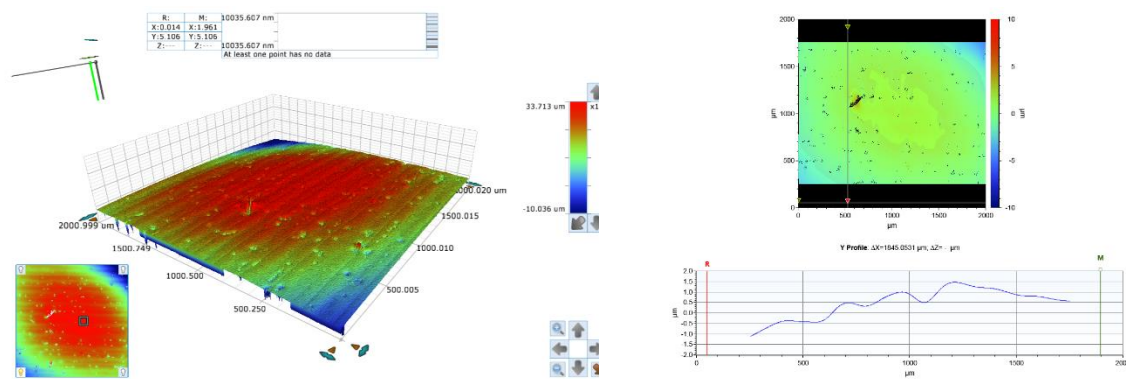 R: M:
X:0.014 X:1.961
Y:5.106 Y:5.106
Z:--- Z:---
10035.607 nm
10035.607 nm
At least one point has no data
33.713 um
x1
-10.036 um
2000.020 um
1500.015
1000.010
500.005
2000.999 um
1500.749
1000.500
500.250
2000
1500
1000
500
0
µm
0 500 1000 1500 2000
µm
10
5
0
-5
-10
µm
Y Profile: ΔX=1845.0531 µm; ΔZ= - µm
R
M
2.0
1.5
1.0
0.5
-0.5
1.0
1.5
2.0
µm
0 500 1000 1500 200
µm